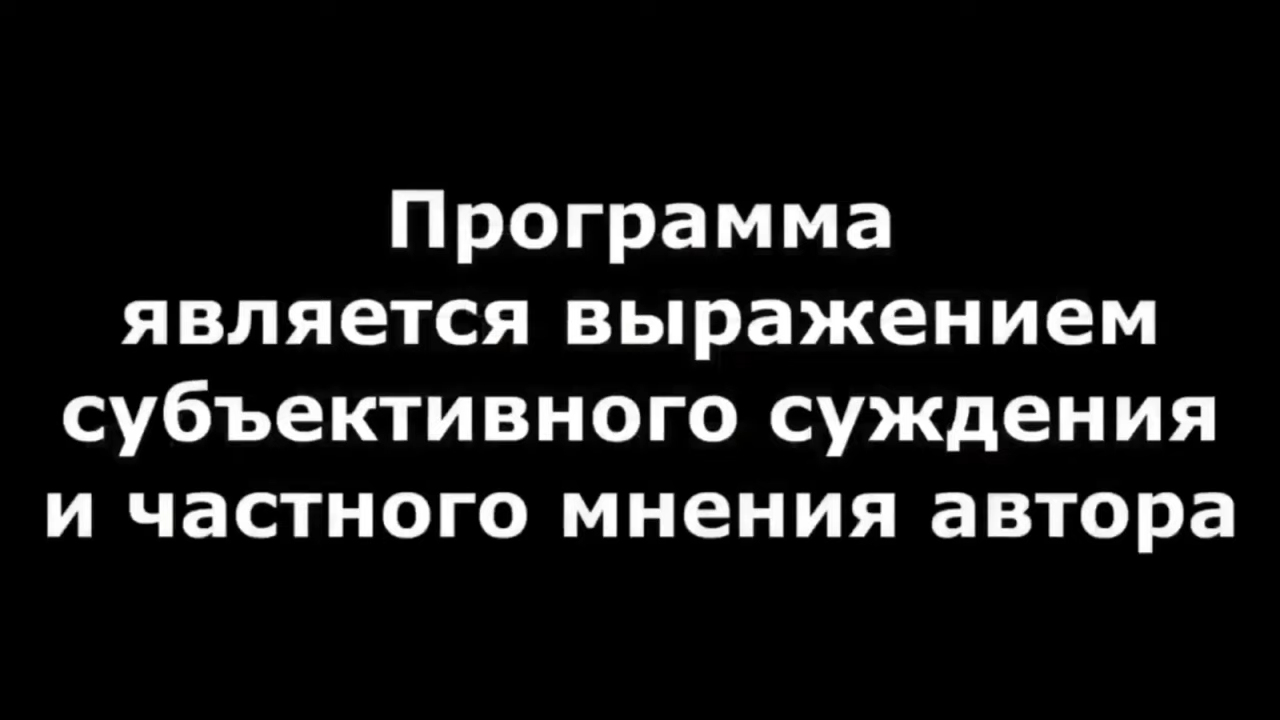 Программа
является выражением
субъективного суждения
и частного мнения автора